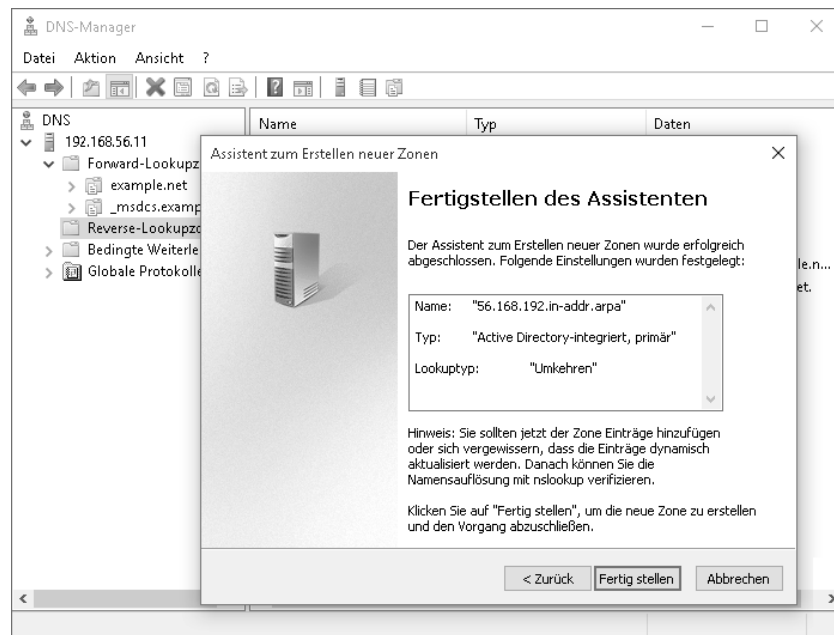 DNS-Manager
Datei Aktion Ansicht ?
DNS
192.168.56.11
Forward-Lookupz
example.net
_msdcs.examp
Reverse-Lookupzo
Bedingte Weiterle
Globale Protokolle
Name Typ Daten
le.n...
et.
Assistent zum Erstellen neuer Zonen
Fertigstellen des Assistenten
Der Assistent zum Erstellen neuer Zonen wurde erfolgreich
abgeschlossen. Folgende Einstellungen wurden festgelegt:
Name: "56.168.192.in-addr.arpa"
Typ: "Active Directory-integriert, primär"
Lookuptyp: "Umkehren"
Hinweis: Sie sollten jetzt der Zone Einträge hinzufügen
oder sich vergewissern, dass die Einträge dynamisch
aktualisiert werden. Danach können Sie die
Namensauflösung mit nslookup verifizieren.
Klicken Sie auf "Fertig stellen", um die neue Zone zu erstellen
und den Vorgang abzuschließen.
< Zurück Fertig stellen Abbrechen